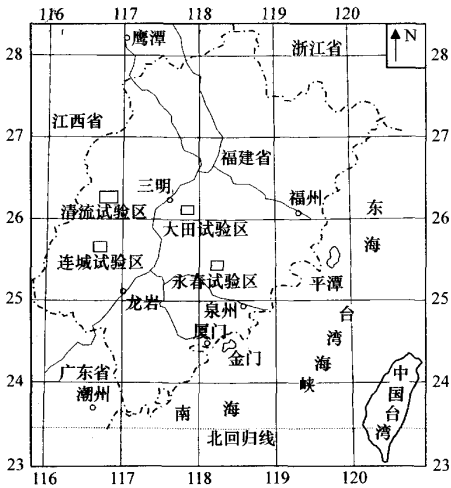 116 117 118 119 120
28 28
27 27
26 26
25 25
24 24
23 23
116 117 118 119 120
N
鹰潭
浙江省
江西省
福建省
三明
福州
东海
清流试验区
大田试验区
连城试验区
永春试验区
平潭
龙岩
泉州
厦门
金门
台湾海峡
广东省
潮州
南海
中国台湾
北回归线